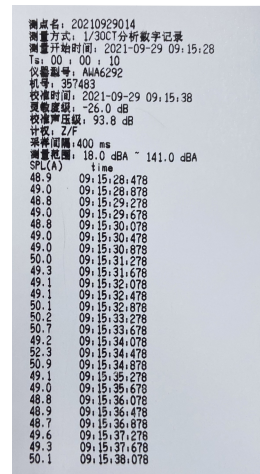 测点名: 20210929014
测量方式: 1/3OCT分析数字记录
测量开始时间: 2021-09-29 09:15:28
Ts: 00 : 00 : 10
仪器型号: AWA6292
机号: 357483
校准时间: 2021-09-29 09:15:38
灵敏度级: -26.0 dB
校准声压级: 93.8 dB
计权: Z/F
采样间隔:400 ms
测量范围: 18.0 dBA ~ 141.0 dBA
SPL(A) time
48.9 09:15:28:478
49.0 09:15:28:878
48.8 09:15:29:278
49.0 09:15:29:678
48.8 09:15:30:078
49.0 09:15:30:478
49.0 09:15:30:878
50.0 09:15:31:278
49.3 09:15:31:678
49.1 09:15:32:078
49.1 09:15:32:478
50.1 09:15:32:878
50.2 09:15:33:278
50.7 09:15:33:678
49.2 09:15:34:078
52.3 09:15:34:478
50.9 09:15:34:878
49.1 09:15:35:278
49.0 09:15:35:678
48.8 09:15:36:078
48.9 09:15:36:478
48.7 09:15:36:878
49.6 09:15:37:278
49.3 09:15:37:678
50.1 09:15:38:078